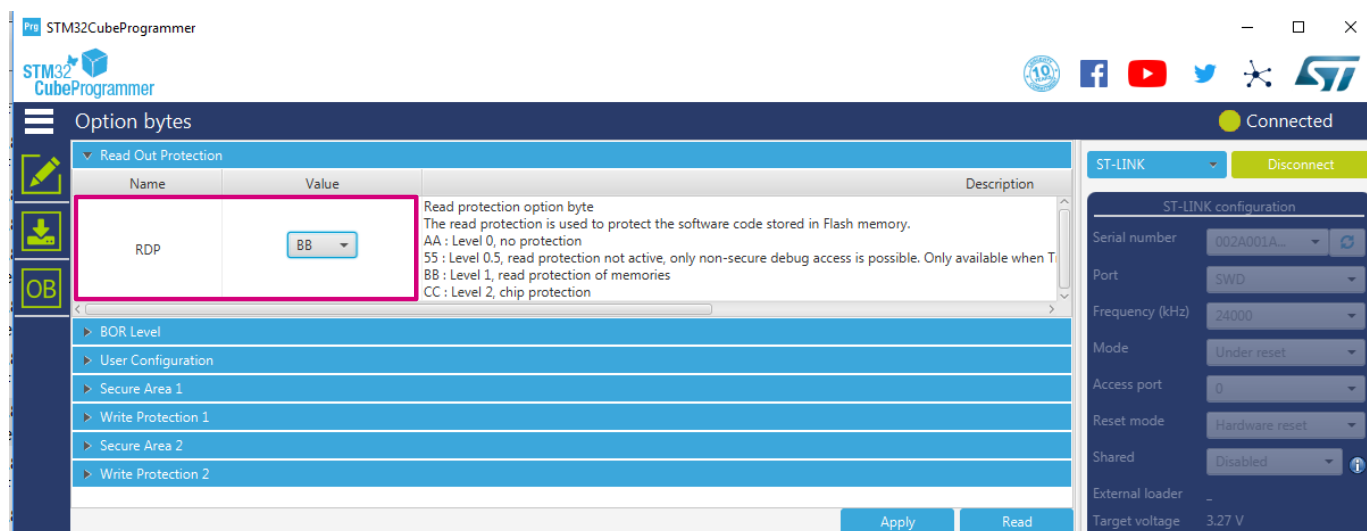 Prg STM32CubeProgrammer
STM32
CubeProgrammer
10
ST
Option bytes
Connected
Read Out Protection
Name Value Description
RDP BB
Read protection option byte
The read protection is used to protect the software code stored in Flash memory.
AA : Level 0, no protection
55 : Level 0.5, read protection not active, only non-secure debug access is possible. Only available when T
BB : Level 1, read protection of memories
CC : Level 2, chip protection
OB
BOR Level
User Configuration
Secure Area 1
Write Protection 1
Secure Area 2
Write Protection 2
Apply Read
ST-LINK Disconnect
ST-LINK configuration
Serial number 002A001A...
Port SWD
Frequency (kHz) 24000
Mode Under reset
Access port 0
Reset mode Hardware reset
Shared Disabled
External loader _
Target voltage 3.27 V